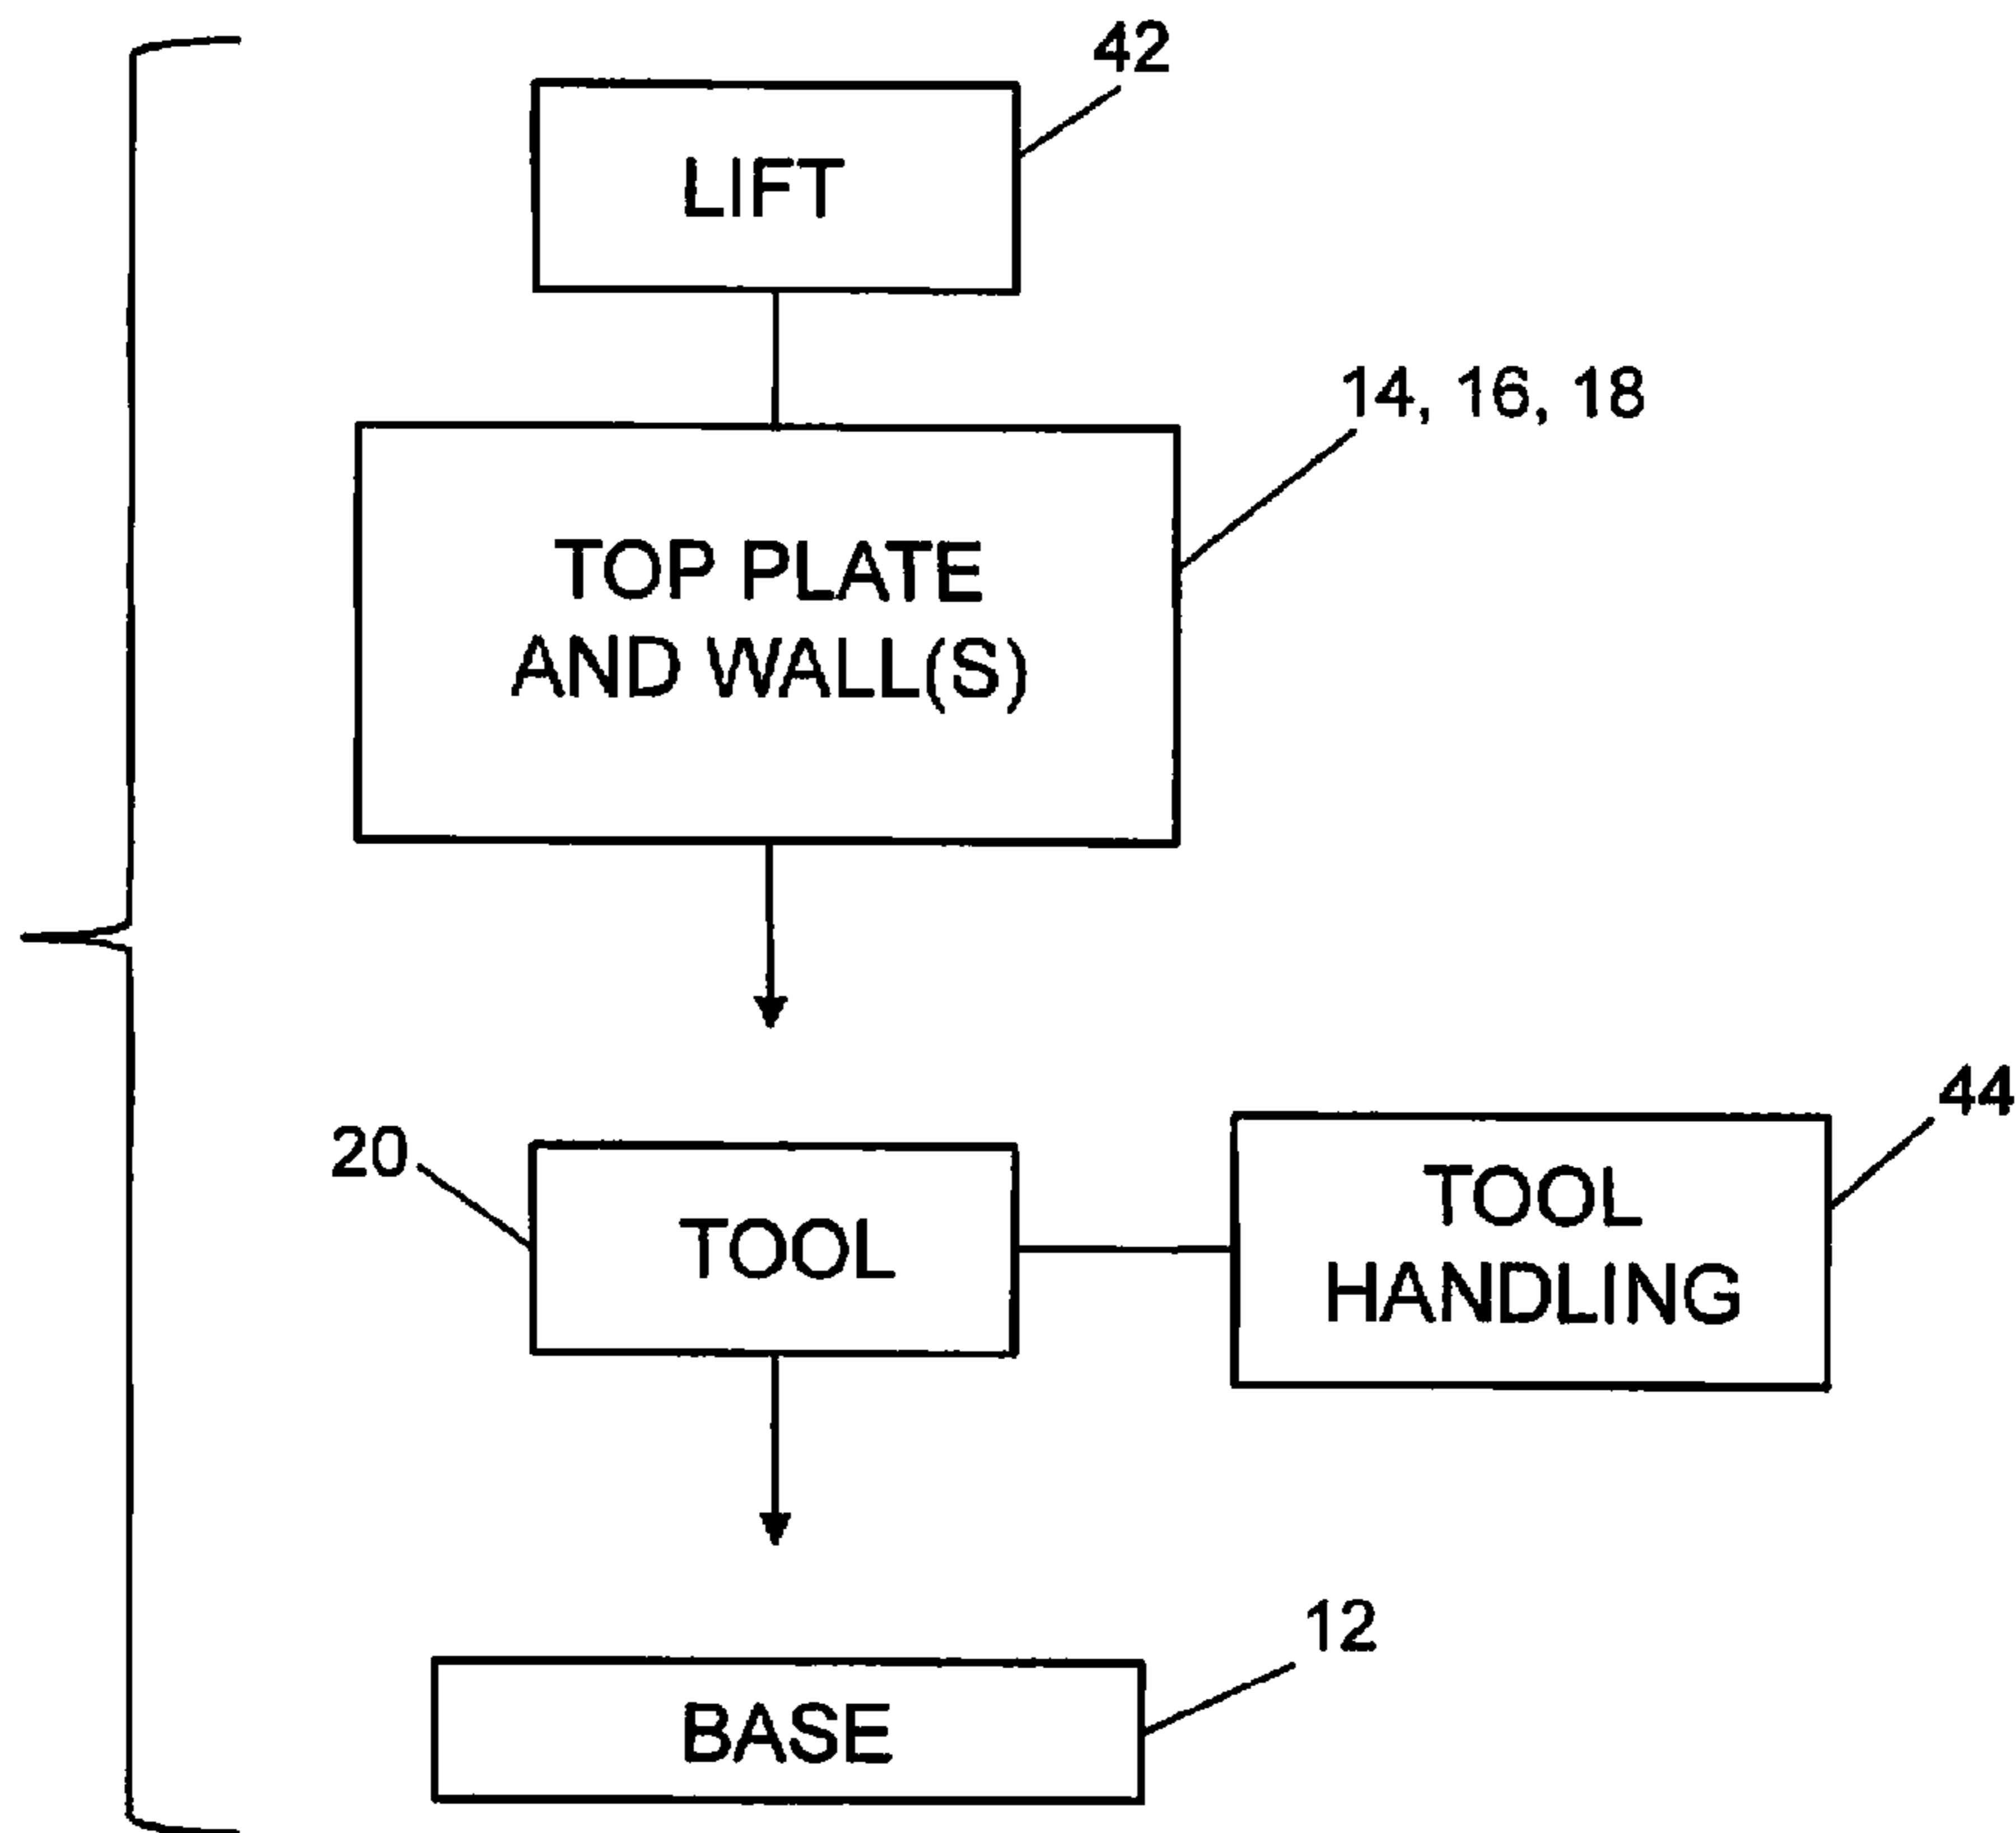 42
LIFT
14, 16, 18
TOP PLATE
AND WALL(S)
44
20
TOOL
TOOL
HANDLING
12
BASE